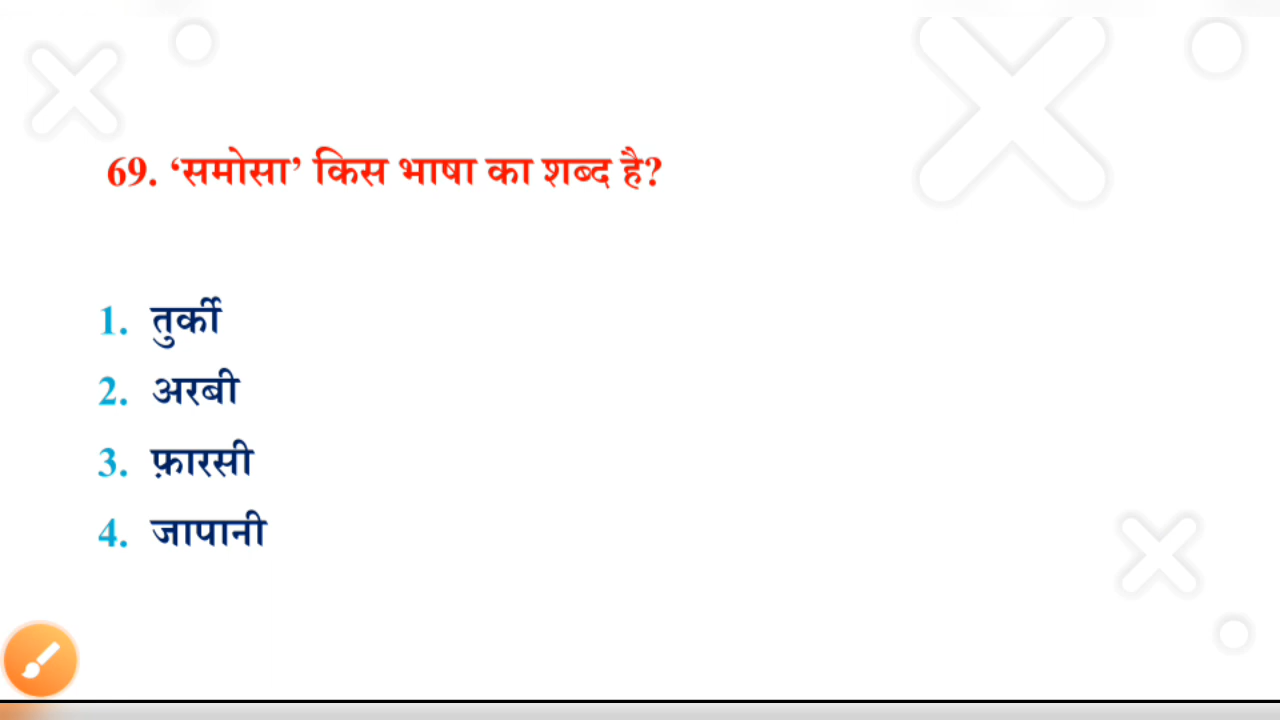 69. ‘समोसा’ किस भाषा का शब्द है?
1. तुर्की
2. अरबी
3. फ़ारसी
4. जापानी